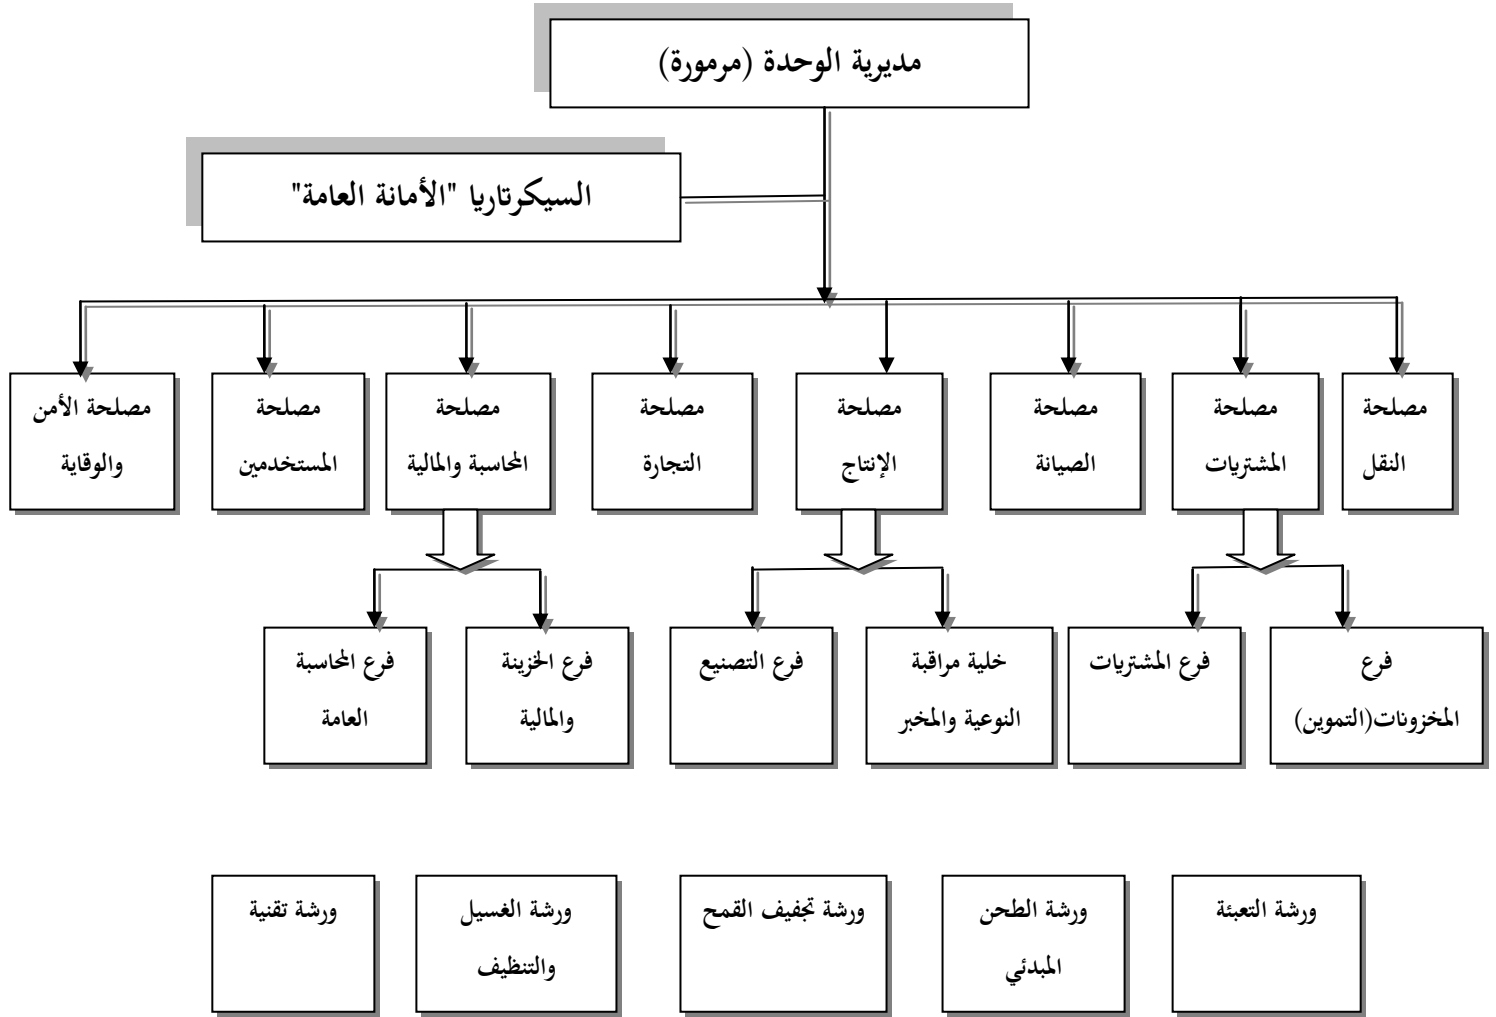 مديرية الوحدة (مرمورة)
السيكرتاريا "الأمانة العامة"
مصلحة
النقل
مصلحة
المشتريات
مصلحة
الصيانة
مصلحة
الإنتاج
مصلحة
التجارة
مصلحة
المحاسبة والمالية
مصلحة
المستخدمين
مصلحة الأمن
والوقاية
فرع
المخزونات(التموين)
فرع المشتريات
خلية مراقبة
النوعية والمخبر
فرع التصنيع
فرع الخزينة
والمالية
فرع المحاسبة
العامة
ورشة التعبئة
ورشة الطحن
المبدئي
ورشة تجفيف القمح
ورشة الغسيل
والتنظيف
ورشة تقنية